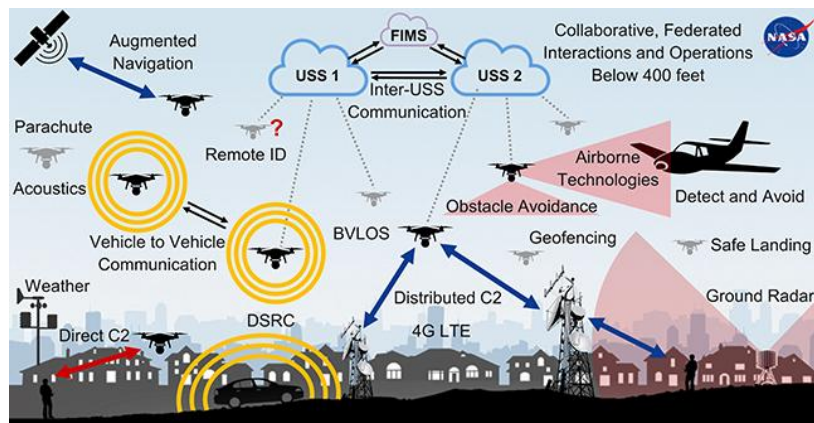 FIMS
Collaborative, Federated
Interactions and Operations
Below 400 feet
NASA
Augmented
Navigation
USS 1
USS 2
Inter-USS
Communication
Parachute
Remote ID
?
Airborne
Technologies
Acoustics
Detect and Avoid
Obstacle Avoidance
Vehicle to Vehicle
Communication
BVLOS
Geofencing
Safe Landing
Weather
Distributed C2
Ground Radar
DSRC
Direct C2
4G LTE